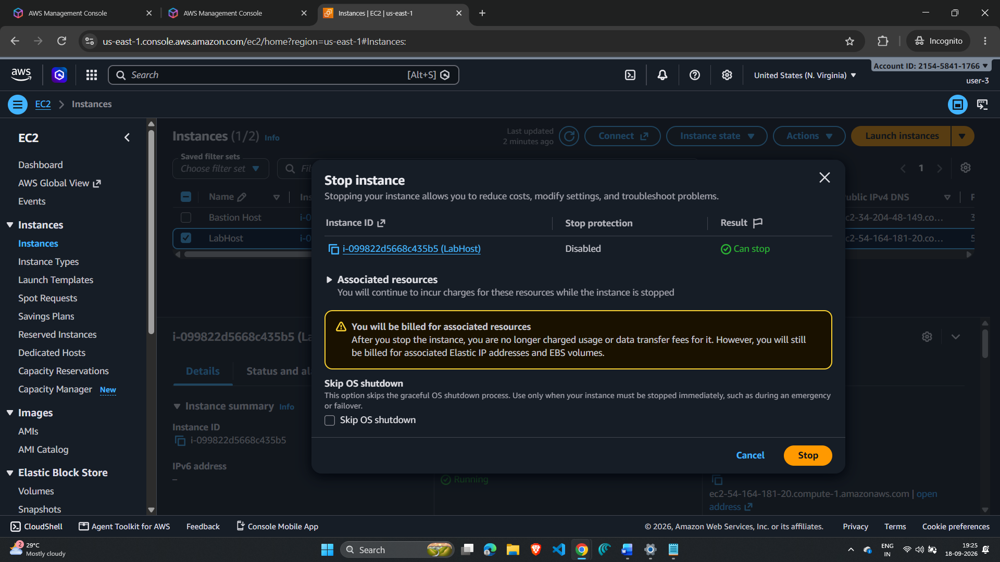 AWS Management Console
AWS Management Console
Instances | EC2 | us-east-1
us-east-1.console.aws.amazon.com/ec2/home?region=us-east-1#Instances:
Incognito
aws
Search
[Alt+S]
United States (N. Virginia)
Account ID: 2154-5841-1766
user-3
EC2
Instances
EC2
Dashboard
AWS Global View
Events
Instances
Instances
Instance Types
Launch Templates
Spot Requests
Savings Plans
Reserved Instances
Dedicated Hosts
Capacity Reservations
Capacity Manager New
Images
AMIs
AMI Catalog
Elastic Block Store
Volumes
Snapshots
Instances (1/2) Info
Last updated
2 minutes ago
Connect
Instance state
Actions
Launch instances
Saved filter sets
Choose filter set
1
Name
Public IPv4 DNS
Bastion Host
i-0
c2-34-204-48-149.co...
3
LabHost
i-0
c2-54-164-181-20.co...
5
Stop instance
Stopping your instance allows you to reduce costs, modify settings, and troubleshoot problems.
Instance ID
Stop protection
Result
i-099822d5668c435b5 (LabHost)
Disabled
Can stop
Associated resources
You will continue to incur charges for these resources while the instance is stopped
You will be billed for associated resources
After you stop the instance, you are no longer charged usage or data transfer fees for it. However, you will still
be billed for associated Elastic IP addresses and EBS volumes.
Skip OS shutdown
This option skips the graceful OS shutdown process. Use only when your instance must be stopped immediately, such as during an emergency
or failover.
Skip OS shutdown
Cancel
Stop
i-099822d5668c435b5 (La
Details
Status and al
Instance summary Info
Instance ID
i-099822d5668c435b5
IPv6 address
–
Running
ec2-54-164-181-20.compute-1.amazonaws.com | open
address
CloudShell
Agent Toolkit for AWS
Feedback
Console Mobile App
© 2026, Amazon Web Services, Inc. or its affiliates.
Privacy
Terms
Cookie preferences
2
29°C
Mostly cloudy
Search
ENG
IN
19:25
18-09-2026